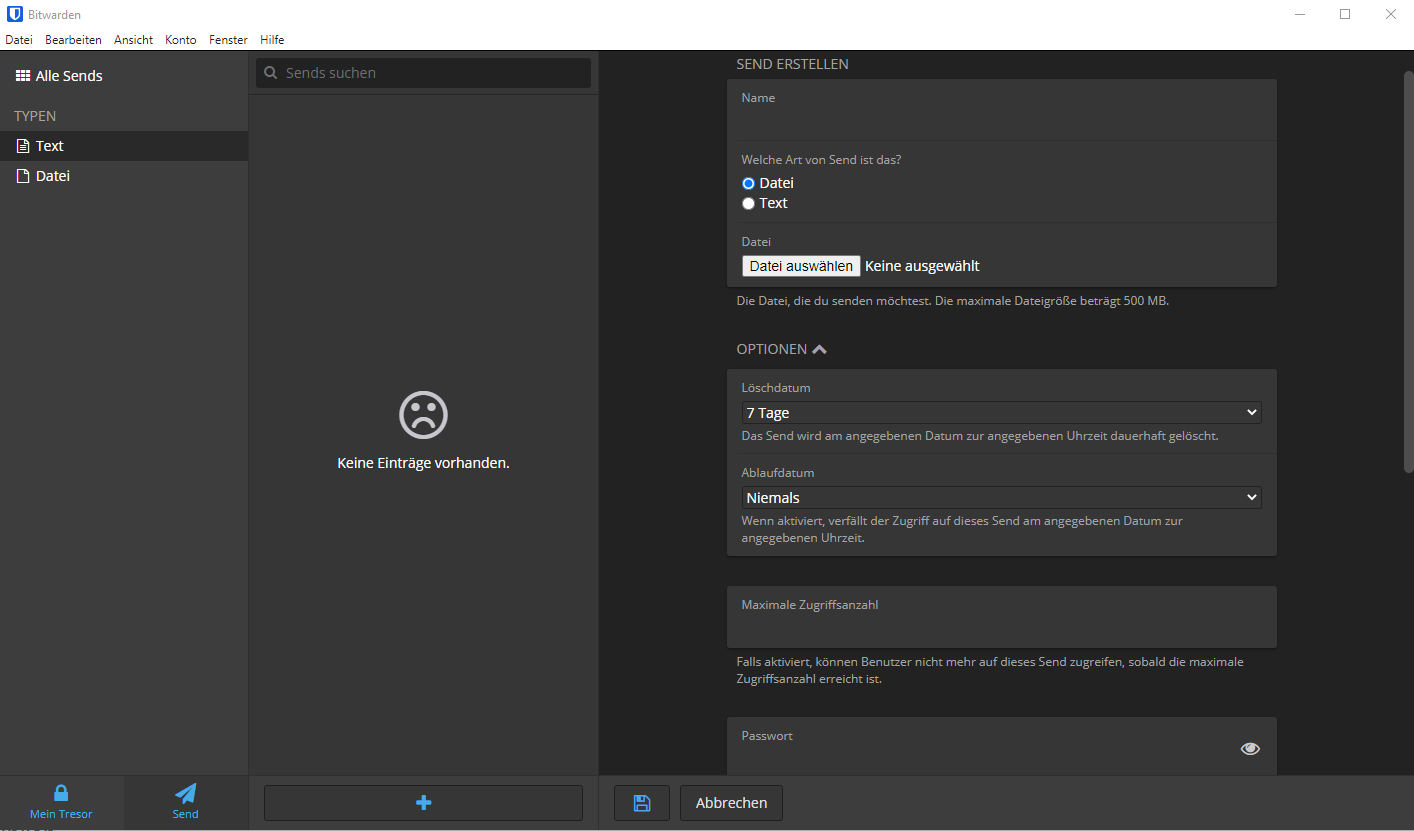 Bitwarden
Datei Bearbeiten Ansicht Konto Fenster Hilfe
Alle Sends
TYPEN
Text
Datei
Sends suchen
Keine Einträge vorhanden.
SEND ERSTELLEN
Name
Welche Art von Send ist das?
Datei
Text
Datei
Datei auswählen Keine ausgewählt
Die Datei, die du senden möchtest. Die maximale Dateigröße beträgt 500 MB.
OPTIONEN
Löschdatum
7 Tage
Das Send wird am angegebenen Datum zur angegebenen Uhrzeit dauerhaft gelöscht.
Ablaufdatum
Niemals
Wenn aktiviert, verfällt der Zugriff auf dieses Send am angegebenen Datum zur
angegebenen Uhrzeit.
Maximale Zugriffsanzahl
Falls aktiviert, können Benutzer nicht mehr auf dieses Send zugreifen, sobald die maximale
Zugriffsanzahl erreicht ist.
Passwort
Mein Tresor
Send
Abbrechen